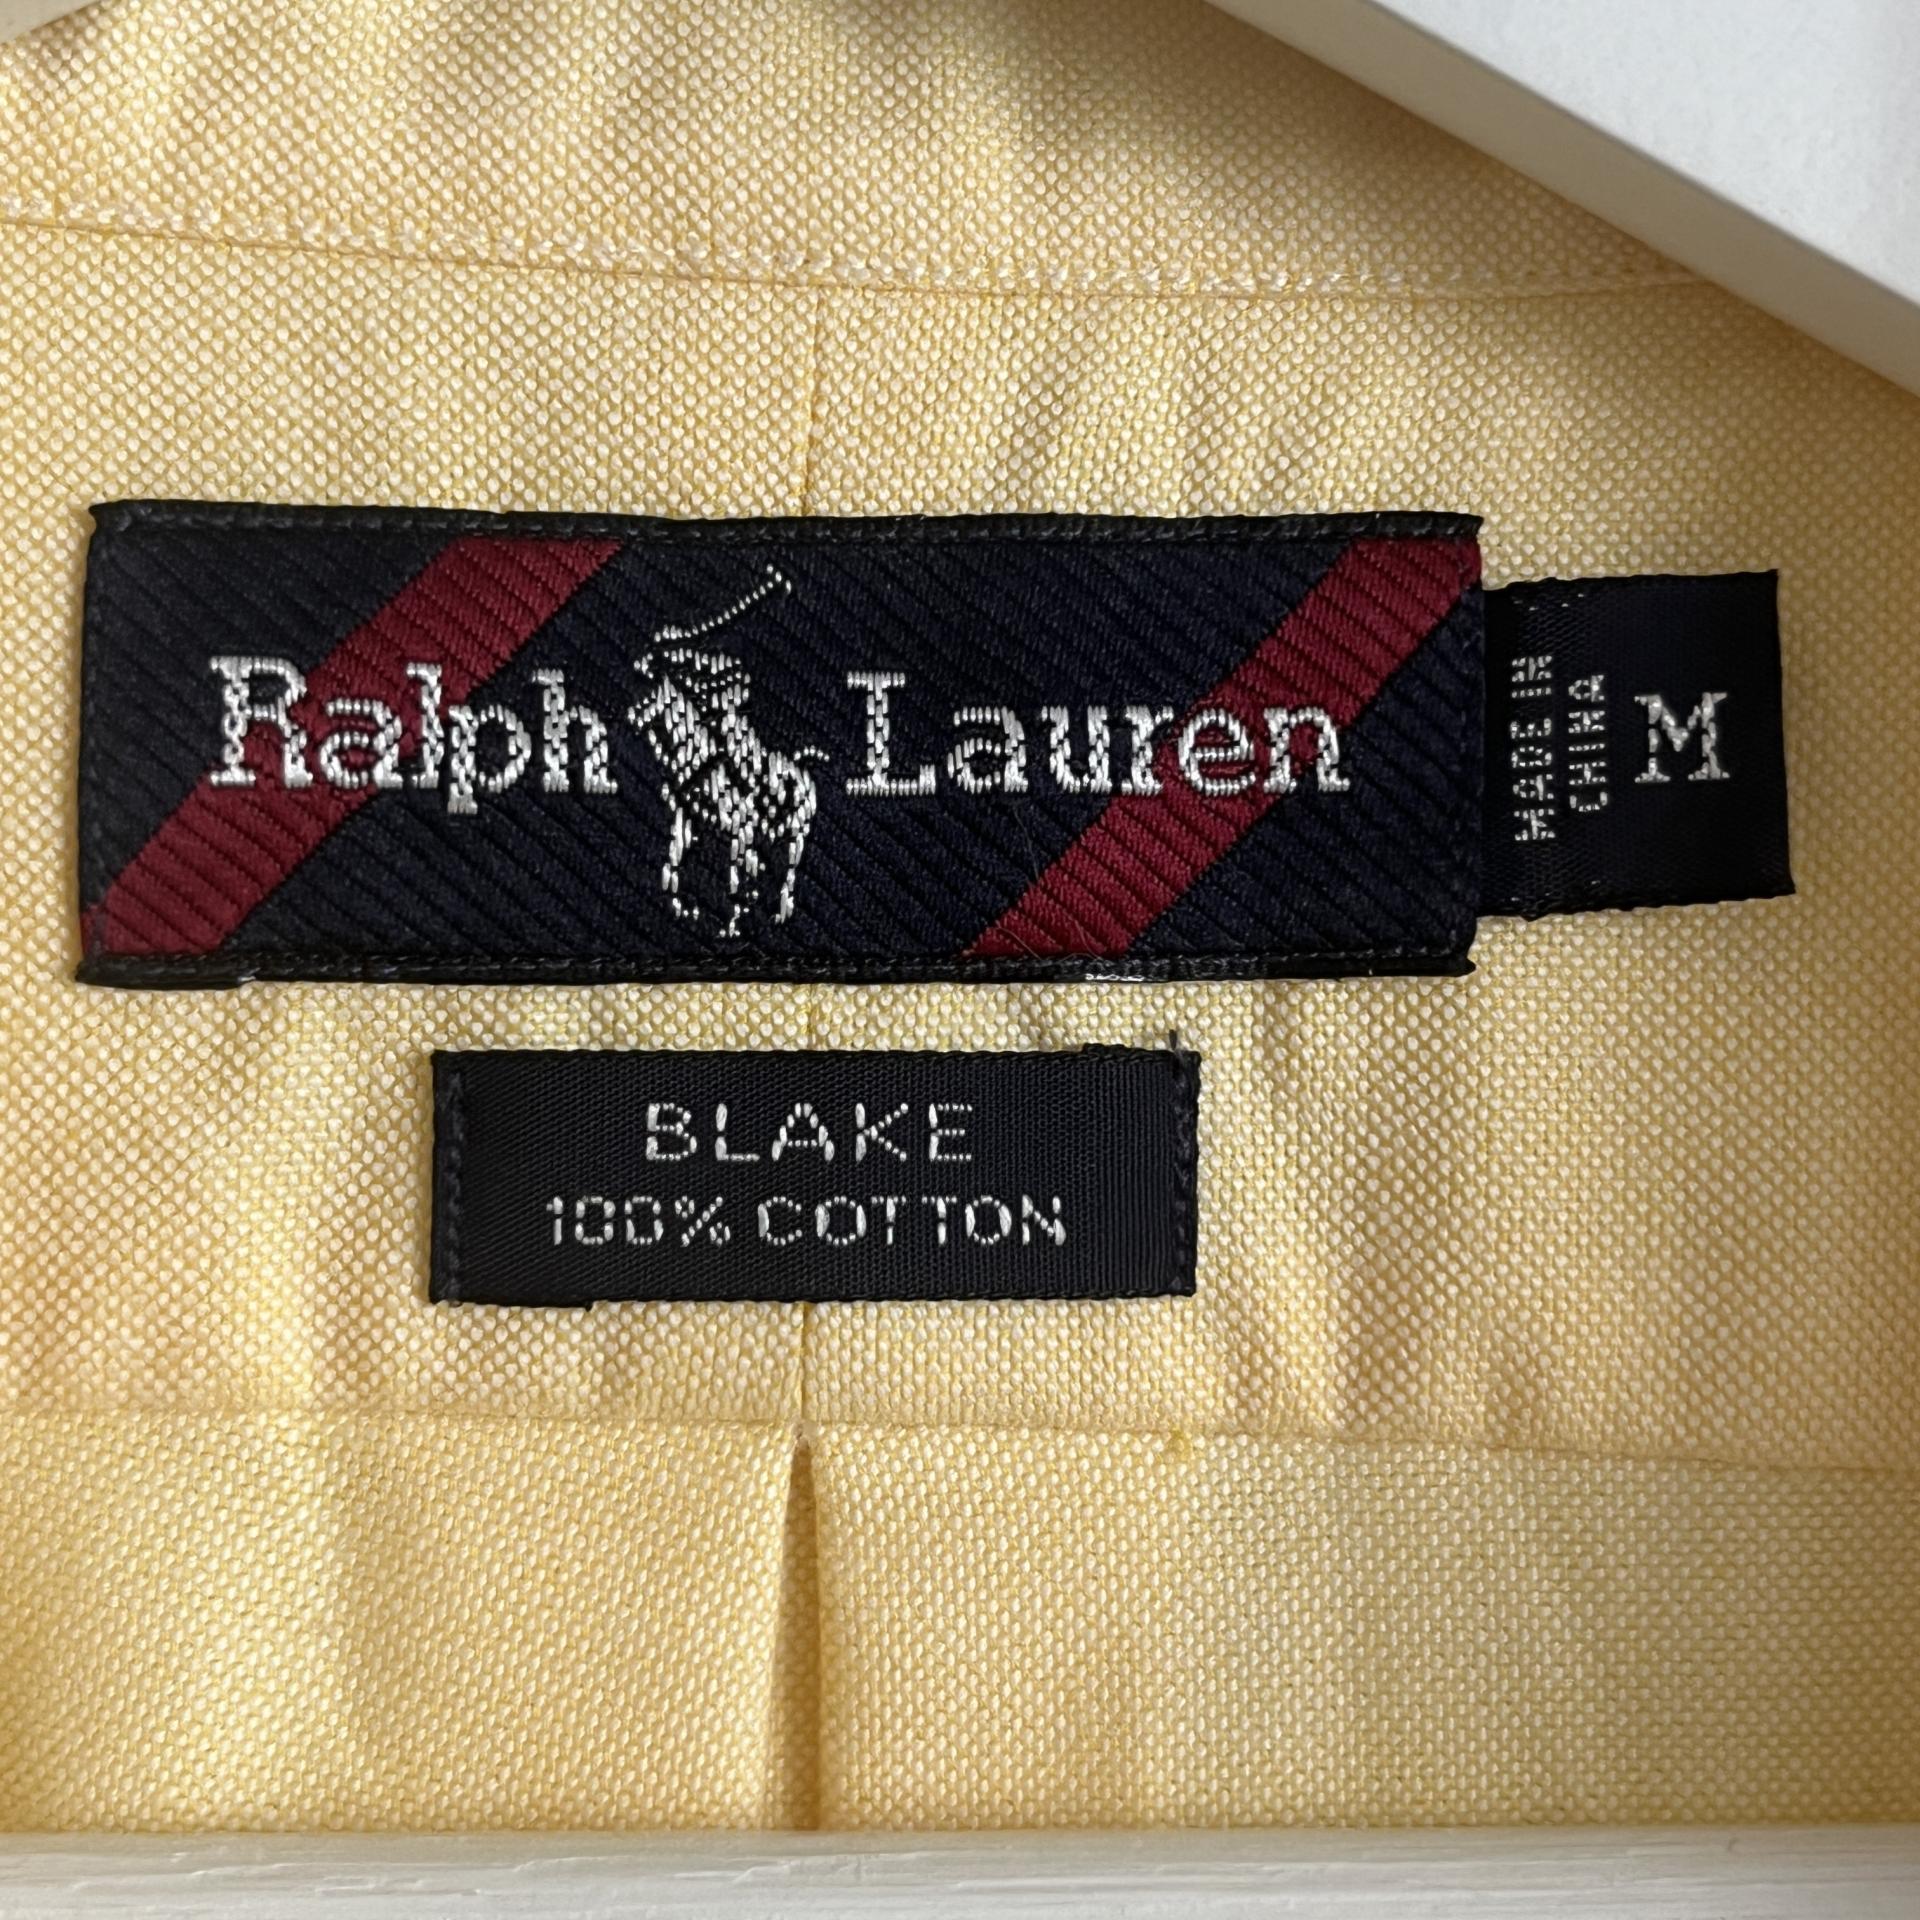 Ralph Lauren
MADE IN
CHINA
M
BLAKE
100% COTTON